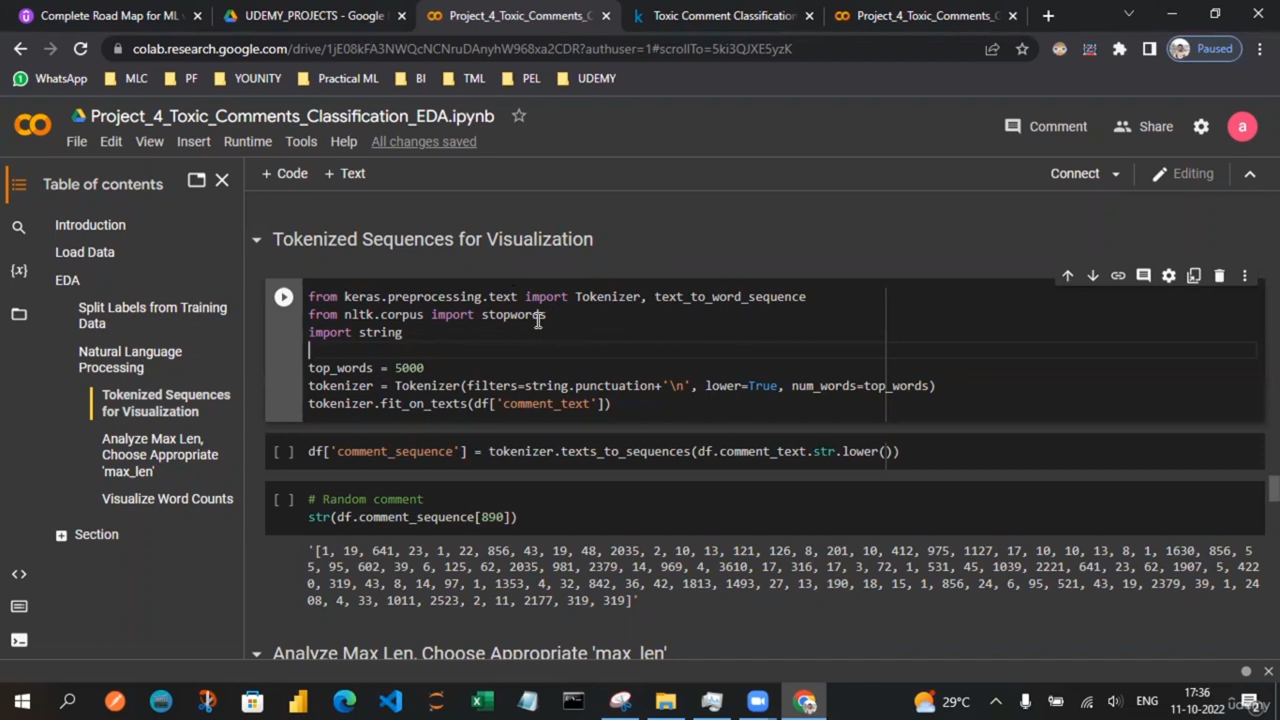 Complete Road Map for ML
UDEMY_PROJECTS - Google
Project_4_Toxic_Comments_C
Toxic Comment Classification
Project_4_Toxic_Comments_C
colab.research.google.com/drive/1jE08kFA3NWQcNCNruDAnyhW968xa2CDR?authuser=1#scrollTo=5ki3QJXE5yzK
Paused
WhatsApp MLC PF YOUNITY Practical ML BI TML PEL UDEMY
Project_4_Toxic_Comments_Classification_EDA.ipynb
File Edit View Insert Runtime Tools Help All changes saved
Comment Share a
Table of contents
+ Code + Text
Connect Editing
Introduction
Load Data
EDA
Split Labels from Training
Data
Natural Language
Processing
Tokenized Sequences for
Visualization
Analyze Max Len,
Choose Appropriate
'max_len'
Visualize Word Counts
Section
Tokenized Sequences for Visualization
from keras.preprocessing.text import Tokenizer, text_to_word_sequence
from nltk.corpus import stopwords
import string
top_words = 5000
tokenizer = Tokenizer(filters=string.punctuation+'\n', lower=True, num_words=top_words)
tokenizer.fit_on_texts(df['comment_text'])
[ ] df['comment_sequence'] = tokenizer.texts_to_sequences(df.comment_text.str.lower())
[ ] # Random comment
str(df.comment_sequence[890])
'[1, 19, 641, 23, 1, 22, 856, 43, 19, 48, 2035, 2, 10, 13, 121, 126, 8, 201, 10, 412, 975, 1127, 17, 10, 10, 13, 8, 1, 1630, 856, 5
5, 95, 602, 39, 6, 125, 62, 2035, 981, 2379, 14, 969, 4, 3610, 17, 316, 17, 3, 72, 1, 531, 45, 1039, 2221, 641, 23, 62, 1907, 5, 422
0, 319, 43, 8, 14, 97, 1, 1353, 4, 32, 842, 36, 42, 1813, 1493, 27, 13, 190, 18, 15, 1, 856, 24, 6, 95, 521, 43, 19, 2379, 39, 1, 24
08, 4, 33, 1011, 2523, 2, 11, 2177, 319, 319]'
Analyze Max Len, Choose Appropriate 'max_len'
29°C
ENG
17:36
11-10-2022
udemy